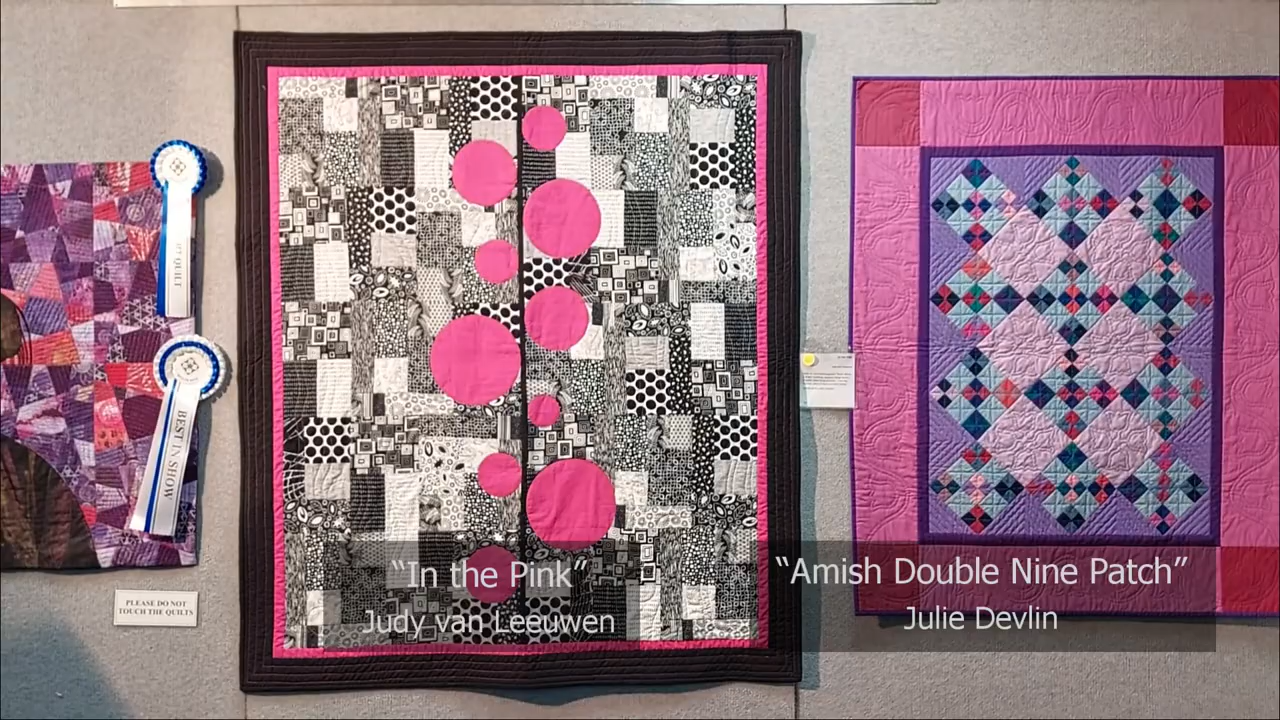 QUILT
BEST IN SHOW
PLEASE DO NOT
TOUCH THE QUILTS
“In the Pink”
Judy van Leeuwen
“Amish Double Nine Patch”
Julie Devlin